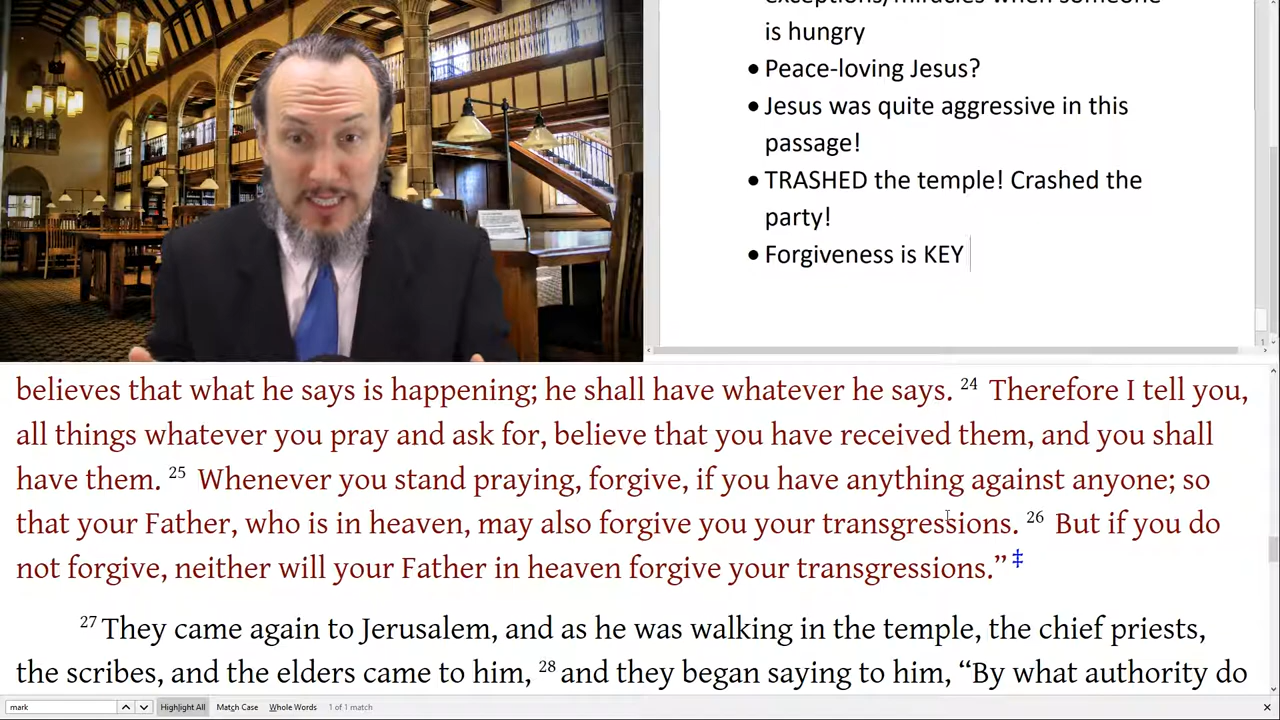 exceptions/miracles when someone
is hungry
• Peace-loving Jesus?
• Jesus was quite aggressive in this
passage!
• TRASHED the temple! Crashed the
party!
• Forgiveness is KEY
believes that what he says is happening; he shall have whatever he says. 24 Therefore I tell you,
all things whatever you pray and ask for, believe that you have received them, and you shall
have them. 25 Whenever you stand praying, forgive, if you have anything against anyone; so
that your Father, who is in heaven, may also forgive you your transgressions. 26 But if you do
not forgive, neither will your Father in heaven forgive your transgressions.” ‡
27 They came again to Jerusalem, and as he was walking in the temple, the chief priests,
the scribes, and the elders came to him, 28 and they began saying to him, “By what authority do
mark Highlight All Match Case Whole Words 1 of 1 match